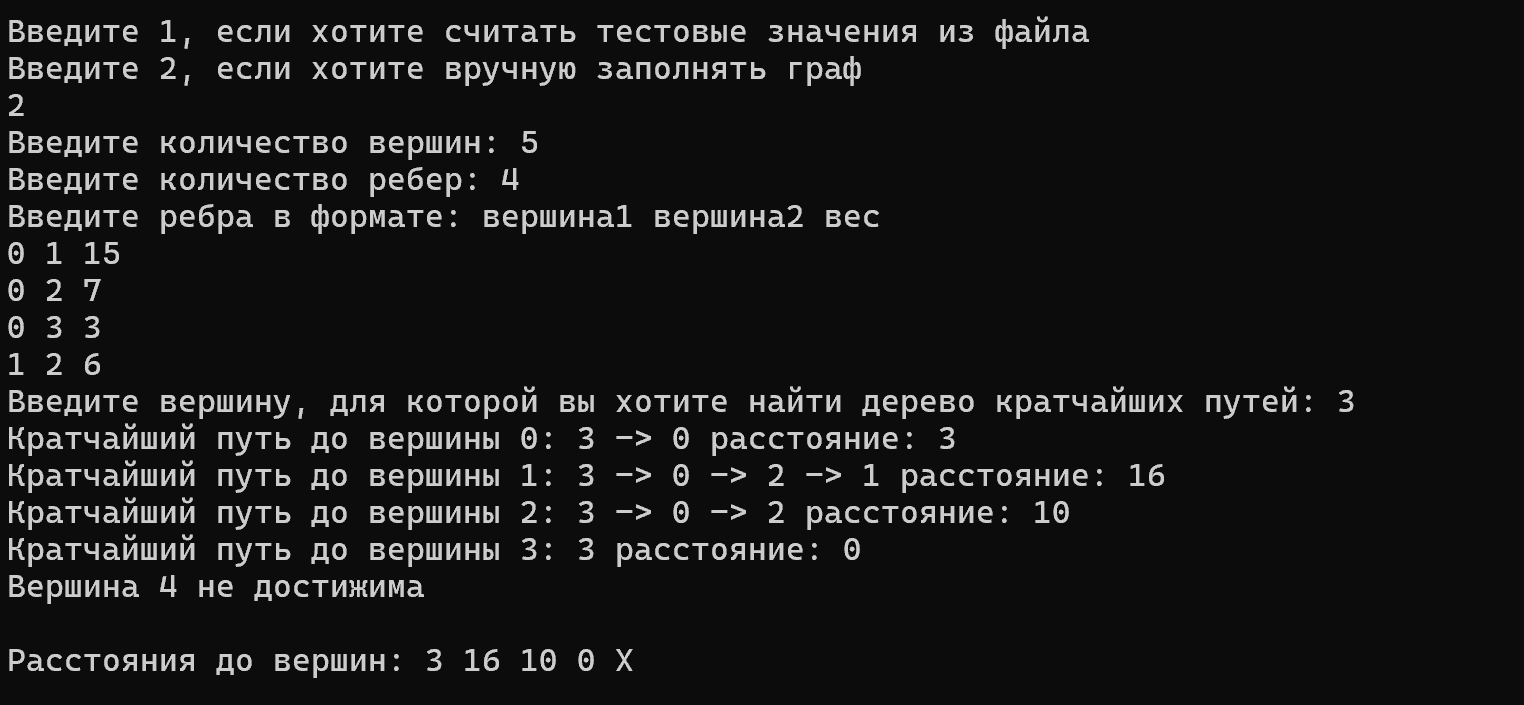 Введите 1, если хотите считать тестовые значения из файла
Введите 2, если хотите вручную заполнять граф
2
Введите количество вершин: 5
Введите количество ребер: 4
Введите ребра в формате: вершина1 вершина2 вес
0 1 15
0 2 7
0 3 3
1 2 6
Введите вершину, для которой вы хотите найти дерево кратчайших путей: 3
Кратчайший путь до вершины 0: 3 -> 0 расстояние: 3
Кратчайший путь до вершины 1: 3 -> 0 -> 2 -> 1 расстояние: 16
Кратчайший путь до вершины 2: 3 -> 0 -> 2 расстояние: 10
Кратчайший путь до вершины 3: 3 расстояние: 0
Вершина 4 не достижима
Расстояния до вершин: 3 16 10 0 X